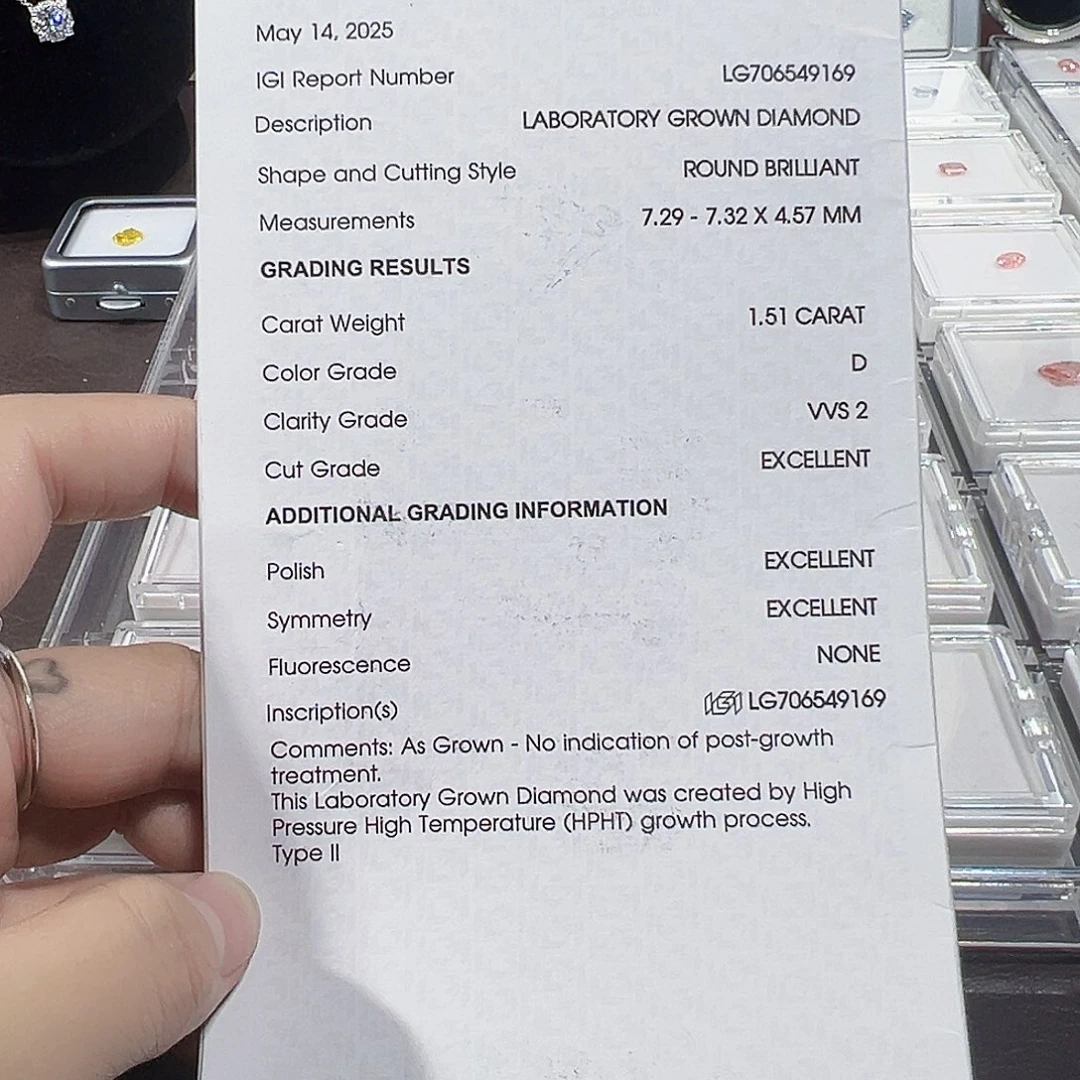 May 14, 2025
IGI Report Number LG706549169
Description LABORATORY GROWN DIAMOND
Shape and Cutting Style ROUND BRILLIANT
Measurements 7.29 - 7.32 X 4.57 MM
GRADING RESULTS
Carat Weight 1.51 CARAT
Color Grade D
Clarity Grade VVS 2
Cut Grade EXCELLENT
ADDITIONAL GRADING INFORMATION
Polish EXCELLENT
Symmetry EXCELLENT
Fluorescence NONE
Inscription(s) IGI LG706549169
Comments: As Grown - No indication of post-growth
treatment.
This Laboratory Grown Diamond was created by High
Pressure High Temperature (HPHT) growth process.
Type II